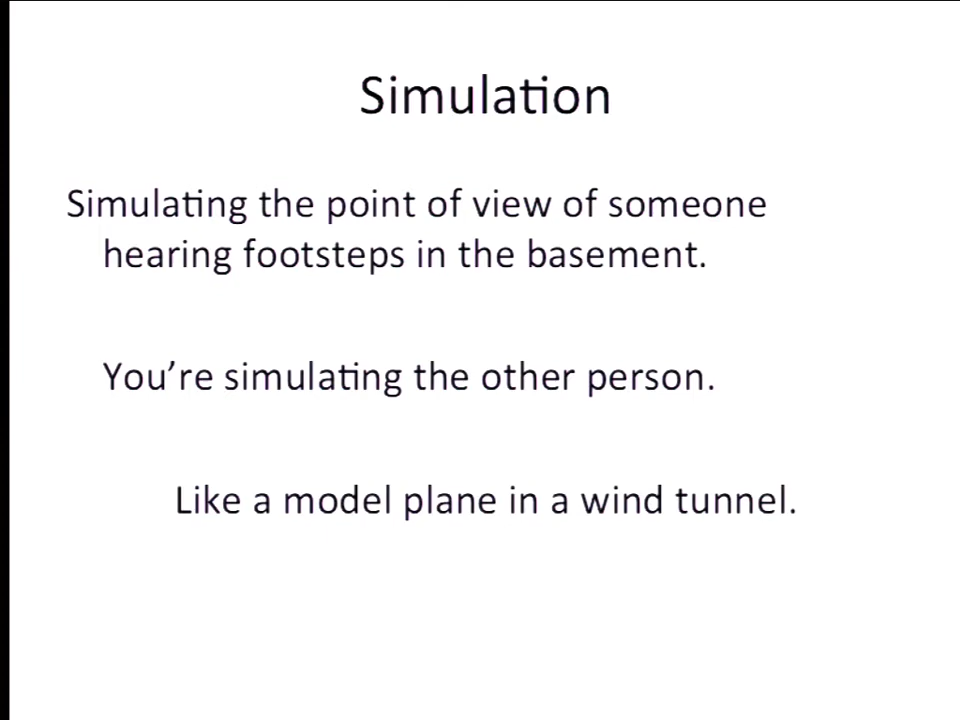 Simulation
Simulating the point of view of someone
hearing footsteps in the basement.
You’re simulating the other person.
Like a model plane in a wind tunnel.